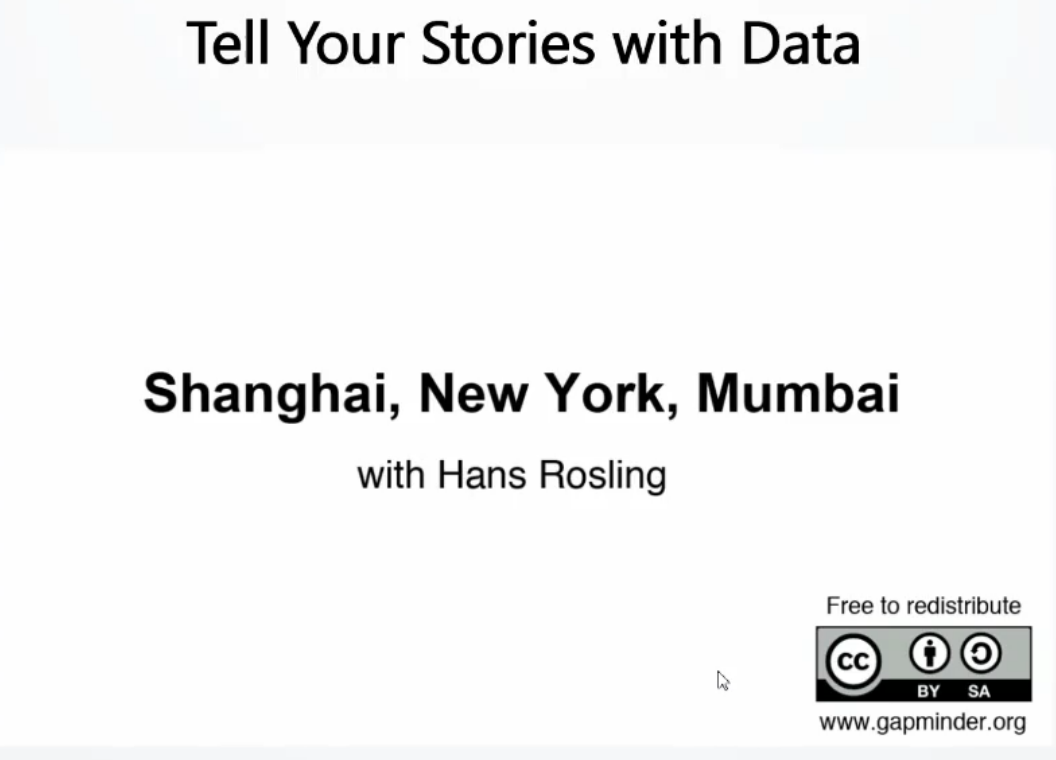 Tell Your Stories with Data
Shanghai, New York, Mumbai
with Hans Rosling
Free to redistribute
cc
BY SA
www.gapminder.org